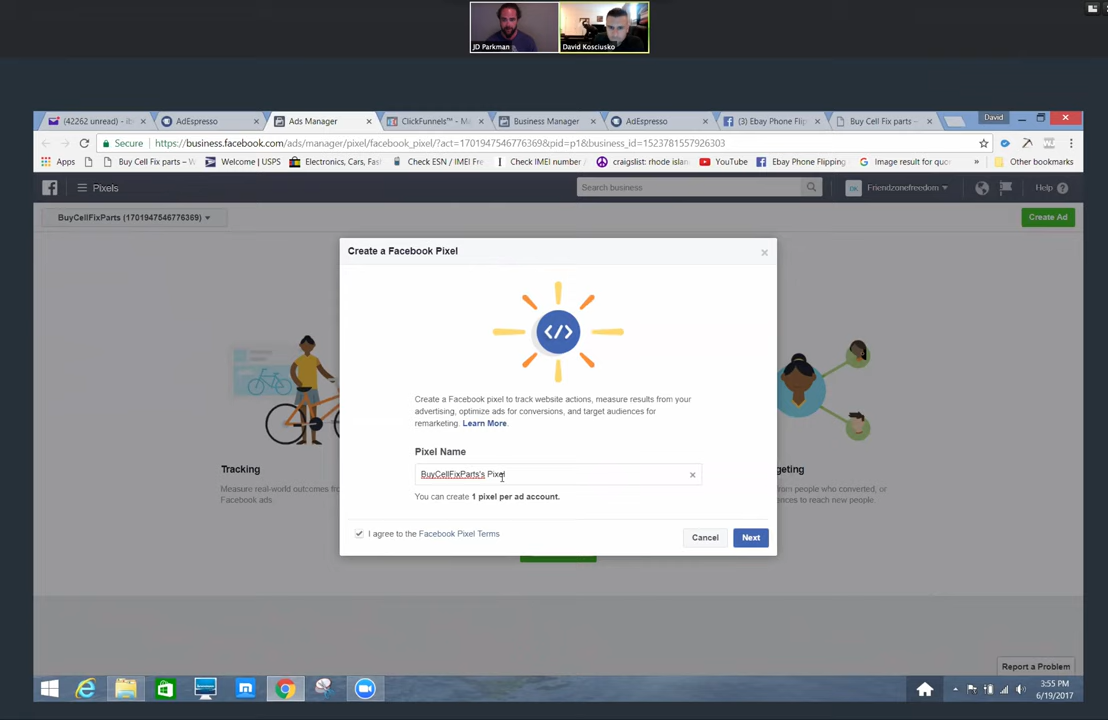 JD Parkman
David Kosciusko
(42262 unread) - it
AdEspresso
Ads Manager
ClickFunnels™ - M
Business Manager
AdEspresso
(3) Ebay Phone Flip
Buy Cell Fix parts -
David
Secure
https://business.facebook.com/ads/manager/pixel/facebook_pixel/?act=1701947546776369&pid=p1&business_id=1523781557926303
Apps
Buy Cell Fix parts –
Welcome | USPS
Electronics, Cars, Fas
Check ESN / IMEI Fre
Check IMEI number
craigslist: rhode islan
YouTube
Ebay Phone Flipping
Image result for quot
»
Other bookmarks
Pixels
Search business
DK
Friendzonefreedom
Help
BuyCellFixParts (1701947546776369)
Create Ad
Create a Facebook Pixel
</>
Create a Facebook pixel to track website actions, measure results from your
advertising, optimize ads for conversions, and target audiences for
remarketing. Learn More.
Pixel Name
BuyCellFixParts's Pixel
You can create 1 pixel per ad account.
I agree to the Facebook Pixel Terms
Cancel
Next
Tracking
Measure real-world
Facebook ads.
geting
from people who converted, or
ences to reach new people.
Report a Problem
3:55 PM
6/19/2017